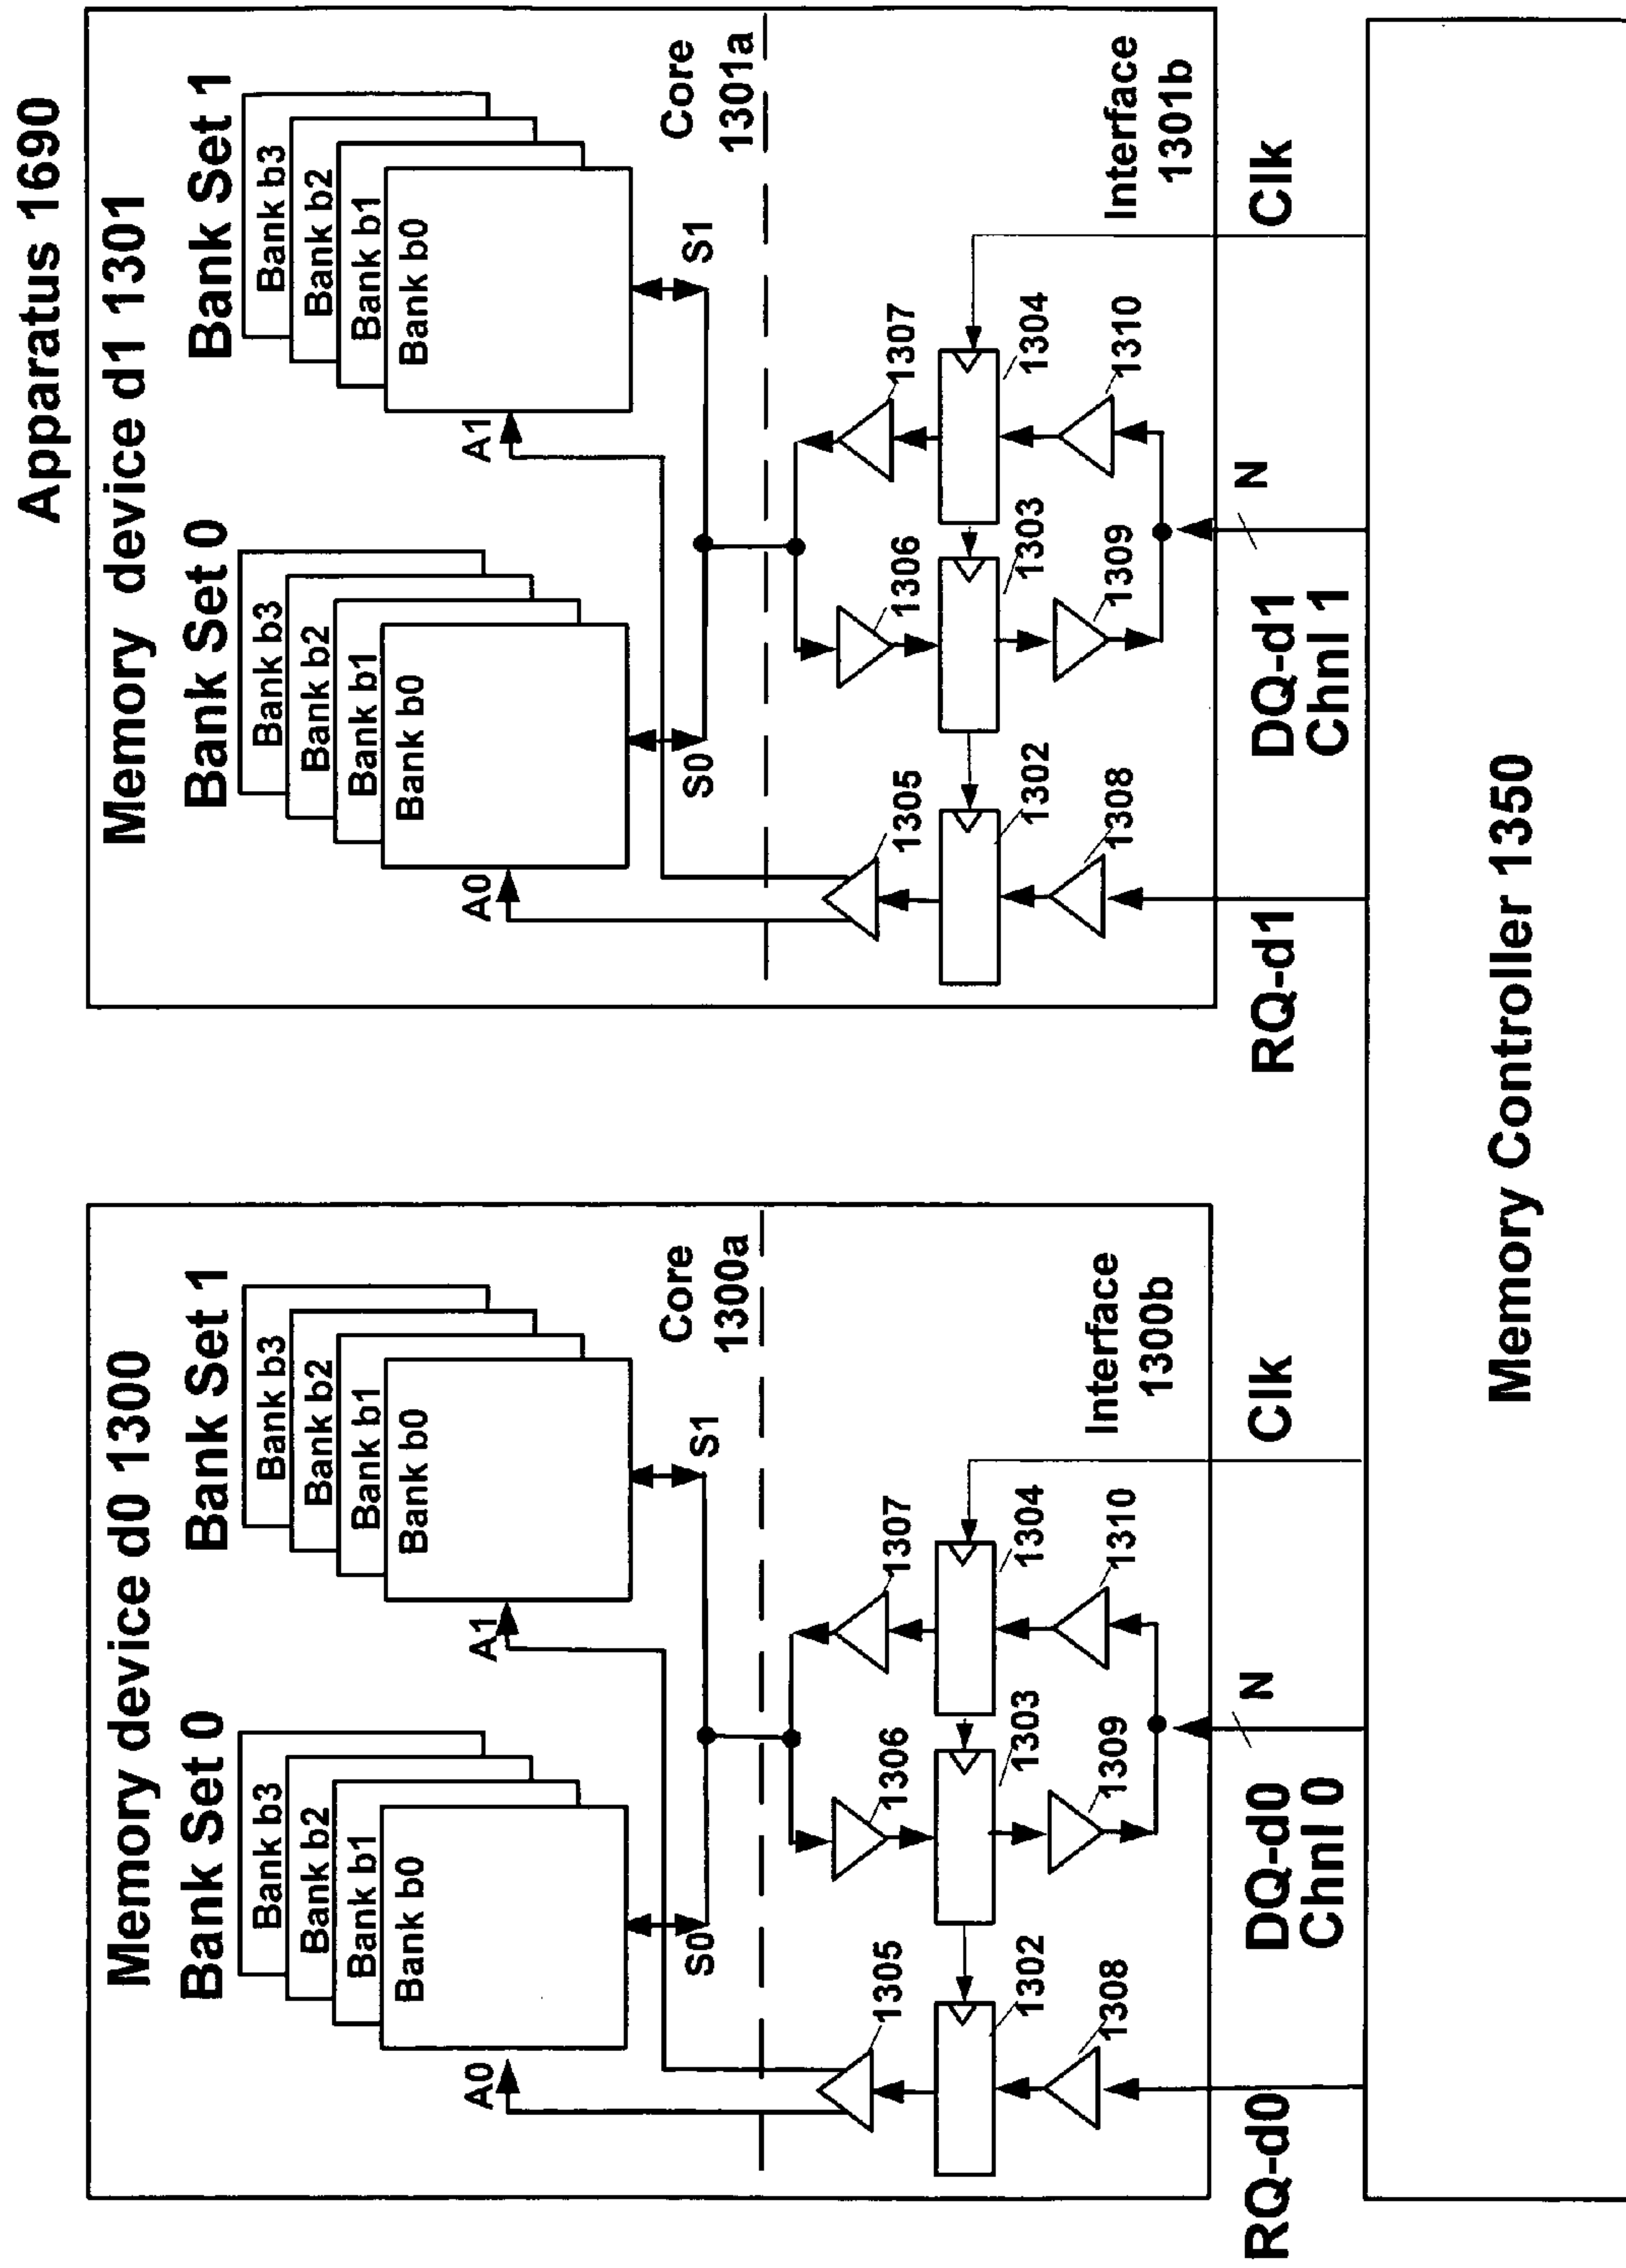 Apparatus 1690
Memory device d0 1300
Bank Set 0
Bank b3
Bank b2
Bank b1
Bank b0
A0
S0
Bank Set 1
Bank b3
Bank b2
Bank b1
Bank b0
A1
S1
Core
1300a
1305
1306
1307
1302
1303
1304
1308
1309
1310
Interface
1300b
RQ-d0
DQ-d0
Chnl 0
N
Clk
Memory device d1 1301
Bank Set 0
Bank b3
Bank b2
Bank b1
Bank b0
A0
S0
Bank Set 1
Bank b3
Bank b2
Bank b1
Bank b0
A1
S1
Core
1301a
1305
1306
1307
1302
1303
1304
1308
1309
1310
Interface
1301b
RQ-d1
DQ-d1
Chnl 1
N
Clk
Memory Controller 1350